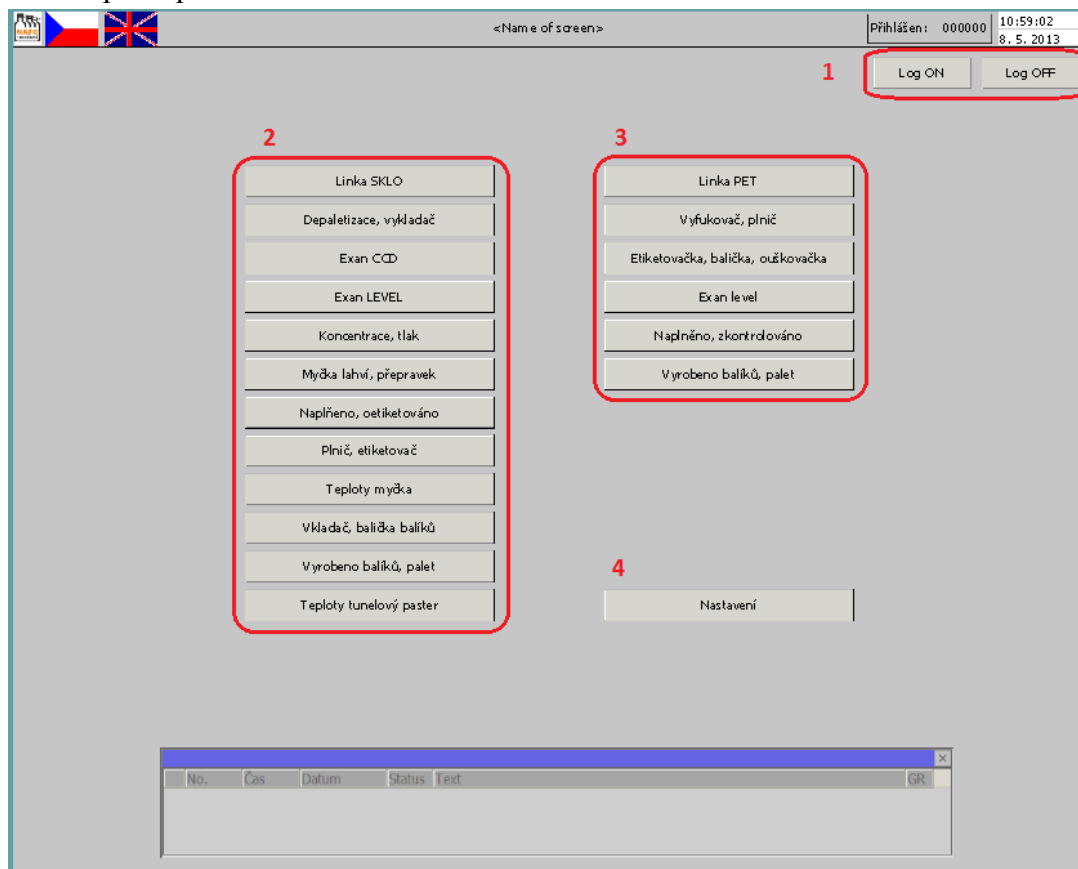 NATE
<Name of screen>
Přihlášen: 000000
10:59:02
8. 5. 2013
1
Log ON
Log OFF
2
3
Linka SKLO
Depaletizace, vykladač
Exan CCD
Exan LEVEL
Koncentrace, tlak
Myčka lahví, přepravek
Naplňeno, oetiketováno
Plnič, etiketovač
Teploty myčka
Vkladač, balička balíků
Vyrobeno balíků, palet
Teploty tunelový paster
Linka PET
Vyfukovač, plnič
Etiketovačka, balička, ouškovačka
Exan level
Naplněno, zkontrolováno
Vyrobeno balíků, palet
4
Nastavení
No. Čas Datum Status Text GR